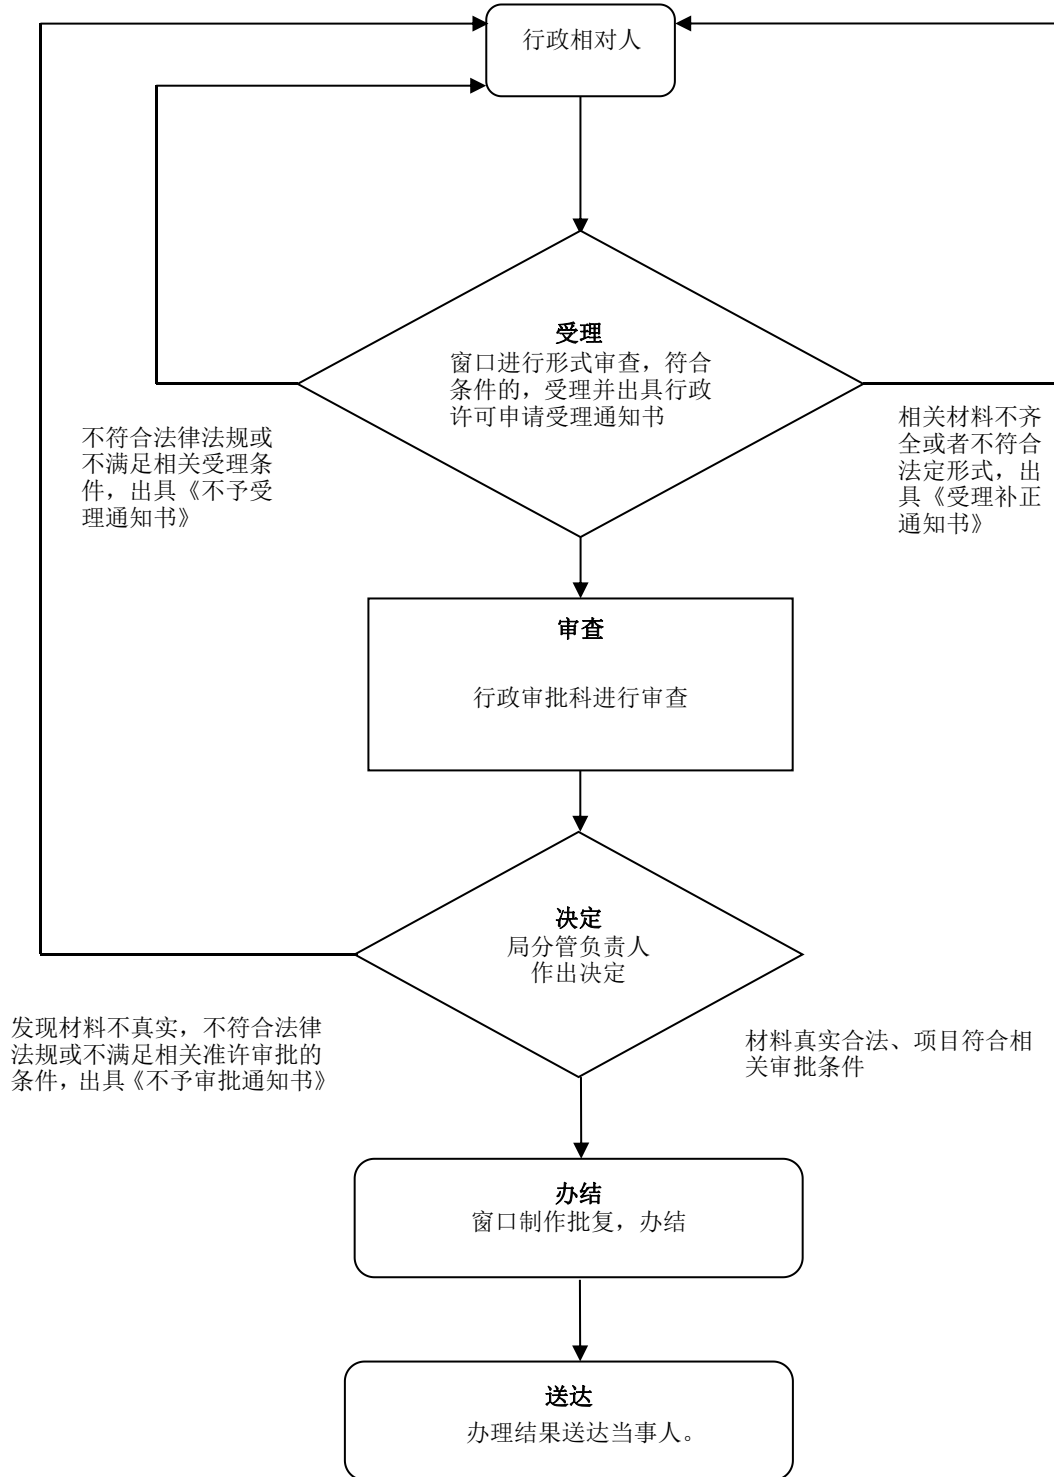 行政相对人
受理
窗口进行形式审查，符合
条件的，受理并出具行政
许可申请受理通知书
不符合法律法规或
不满足相关受理条
件，出具《不予受
理通知书》
相关材料不齐
全或者不符合
法定形式，出
具《受理补正
通知书》
审查
行政审批科进行审查
决定
局分管负责人
作出决定
发现材料不真实，不符合法律
法规或不满足相关准许审批的
条件，出具《不予审批通知书》
材料真实合法、项目符合相
关审批条件
办结
窗口制作批复，办结
送达
办理结果送达当事人。